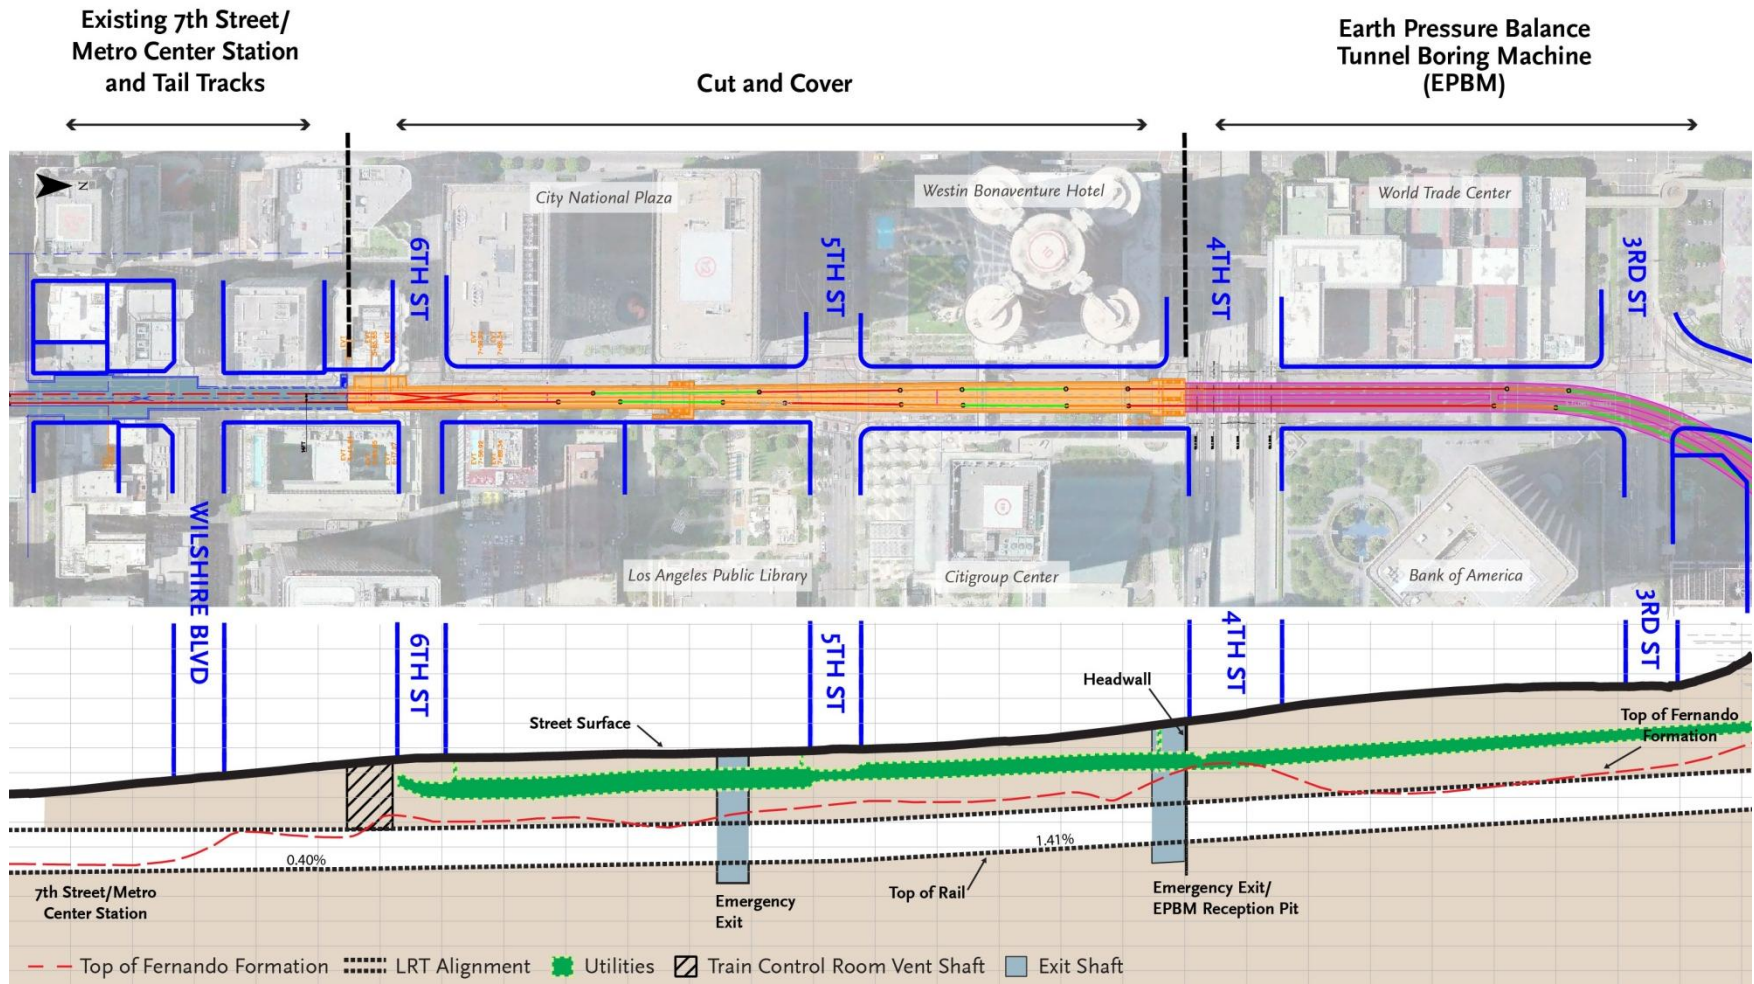 Existing 7th Street/
Metro Center Station
and Tail Tracks
Cut and Cover
Earth Pressure Balance
Tunnel Boring Machine
(EPBM)
N
City National Plaza
Westin Bonaventure Hotel
World Trade Center
6TH ST
5TH ST
4TH ST
3RD ST
WILSHIRE BLVD
Los Angeles Public Library
Citigroup Center
Bank of America
6TH ST
5TH ST
4TH ST
3RD ST
Headwall
Street Surface
Top of Fernando
Formation
0.40%
1.41%
7th Street/Metro
Center Station
Emergency
Exit
Top of Rail
Emergency Exit/
EPBM Reception Pit
Top of Fernando Formation
LRT Alignment
Utilities
Train Control Room Vent Shaft
Exit Shaft